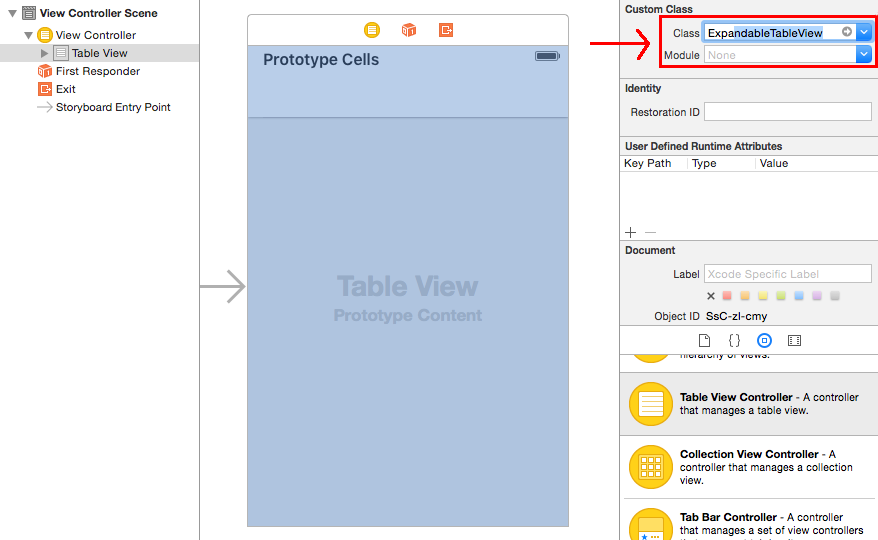 View Controller Scene
View Controller
Table View
First Responder
Exit
Storyboard Entry Point
Prototype Cells
Table View
Prototype Content
Custom Class
Class ExpandableTableView
Module None
Identity
Restoration ID
User Defined Runtime Attributes
Key Path Type Value
Document
Label Xcode Specific Label
Object ID SsC-zl-cmy
hierarchy of views.
Table View Controller - A controller
that manages a table view.
Collection View Controller - A
controller that manages a collection
view.
Tab Bar Controller - A controller
that manages a set of view controllers